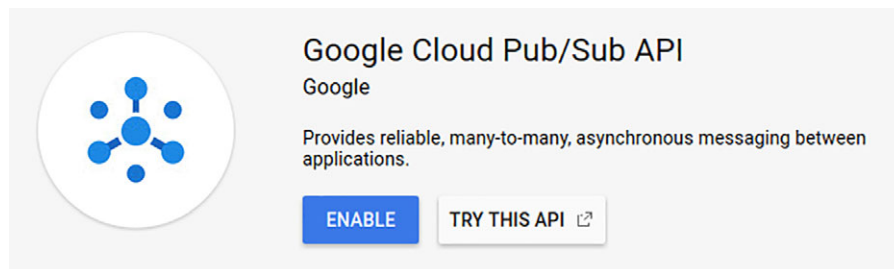 Google Cloud Pub/Sub API
Google
Provides reliable, many-to-many, asynchronous messaging between
applications.
ENABLE
TRY THIS API